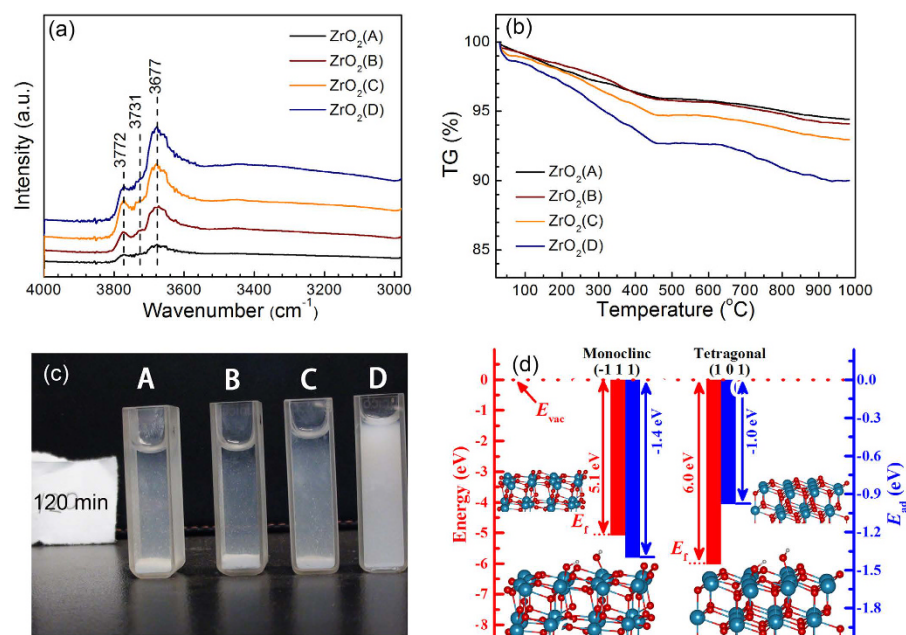 (a)
ZrO₂(A)
ZrO₂(B)
ZrO₂(C)
ZrO₂(D)
3772
3731
3677
Intensity (a.u.)
4000 3800 3600 3400 3200 3000
Wavenumber (cm⁻¹)
(b)
100
95
90
85
TG (%)
ZrO₂(A)
ZrO₂(B)
ZrO₂(C)
ZrO₂(D)
100 200 300 400 500 600 700 800 900 1000
Temperature (°C)
(c)
A B C D
120 min
(d)
Monoclinc
(-1 1 1)
Tetragonal
(1 0 1)
0
-1
-2
-3
-4
-5
-6
-7
-8
Energy (eV)
E_vac
5.1 eV
-1.4 eV
E_f
6.0 eV
-1.0 eV
E_f
0.0
-0.3
-0.6
-0.9
-1.2
-1.5
-1.8
E_ad (eV)